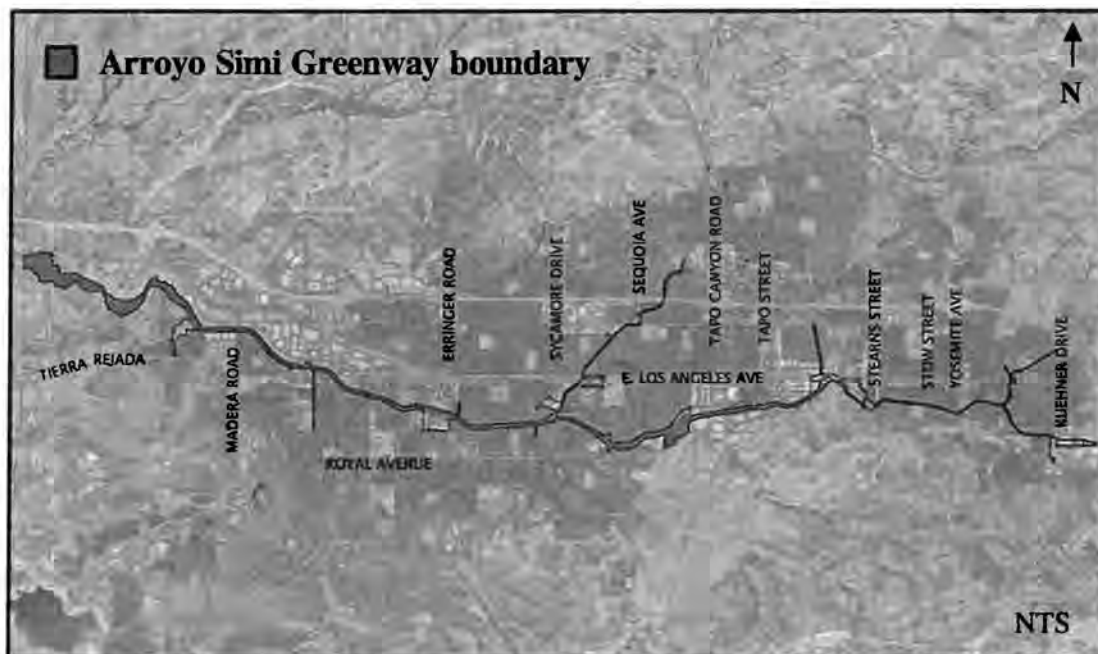 Arroyo Simi Greenway boundary
N
TIERRA REJADA
MADERA ROAD
ROYAL AVENUE
ERRINGER ROAD
SYCAMORE DRIVE
SEQUOIA AVE
E. LOS ANGELES AVE
TAPO CANYON ROAD
TAPO STREET
STEARNS STREET
STOW STREET
YOSEMITE AVE
KUEHNER DRIVE
NTS